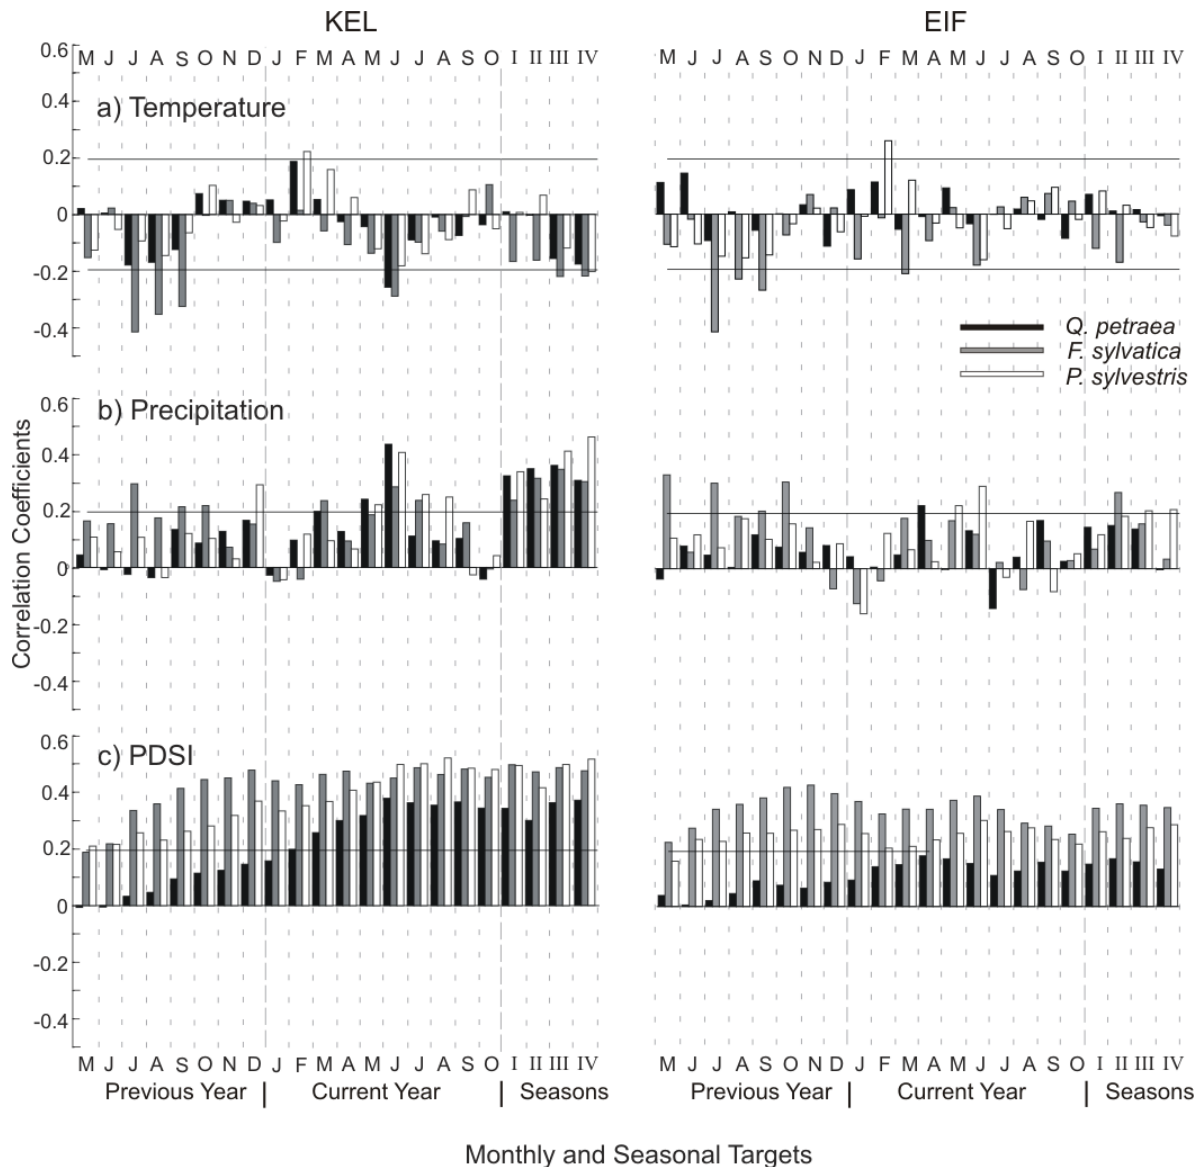 KEL EIF
0.6 M J J A S O N D J F M A M J J A S O I II III IV M J J A S O N D J F M A M J J A S O I II III IV
0.4 a) Temperature
0.2
0
-0.2
-0.4
Q. petraea
F. sylvatica
P. sylvestris
Correlation Coefficients
0.6 b) Precipitation
0.4
0.2
0
-0.2
-0.4
0.6 c) PDSI
0.4
0.2
0
-0.2
-0.4
M J J A S O N D J F M A M J J A S O I II III IV M J J A S O N D J F M A M J J A S O I II III IV
Previous Year | Current Year | Seasons Previous Year | Current Year | Seasons
Monthly and Seasonal Targets